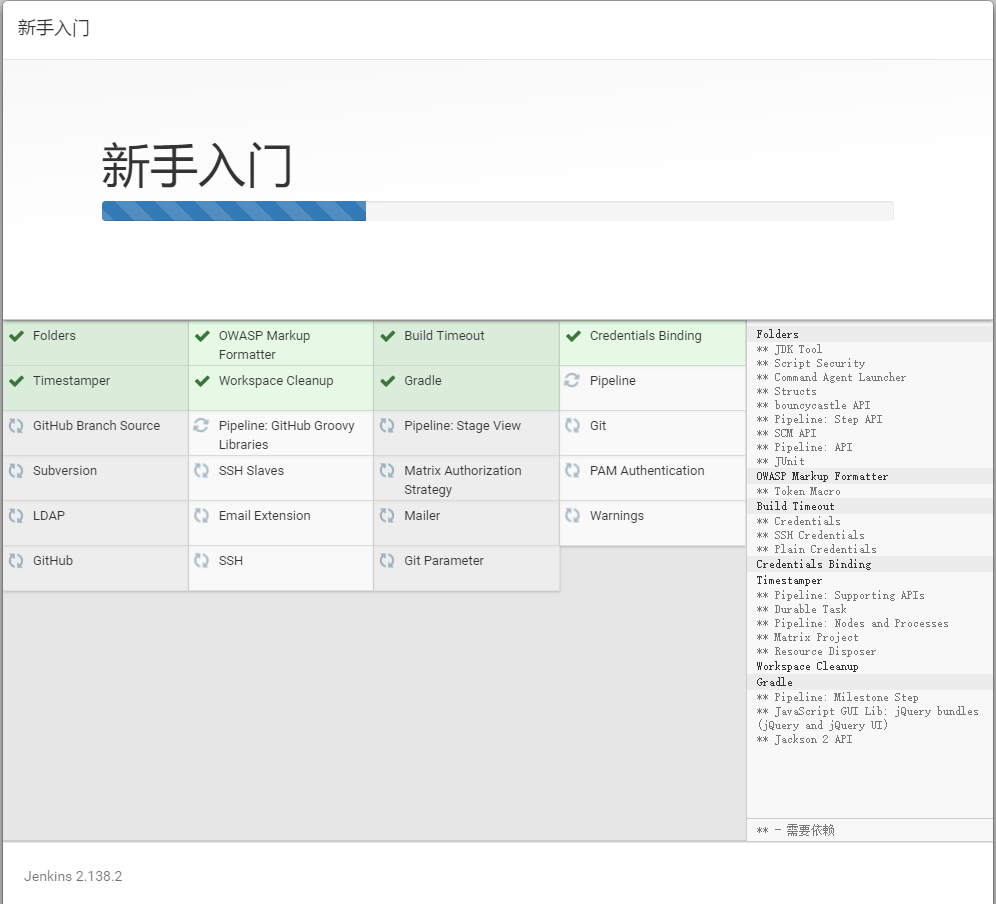 新手入门
新手入门
Folders
OWASP Markup
Formatter
Build Timeout
Credentials Binding
Timestamper
Workspace Cleanup
Gradle
Pipeline
GitHub Branch Source
Pipeline: GitHub Groovy
Libraries
Pipeline: Stage View
Git
Subversion
SSH Slaves
Matrix Authorization
Strategy
PAM Authentication
LDAP
Email Extension
Mailer
Warnings
GitHub
SSH
Git Parameter
Folders
** JDK Tool
** Script Security
** Command Agent Launcher
** Structs
** bouncycastle API
** Pipeline: Step API
** SCM API
** Pipeline: API
** JUnit
OWASP Markup Formatter
** Token Macro
Build Timeout
** Credentials
** SSH Credentials
** Plain Credentials
Credentials Binding
Timestamper
** Pipeline: Supporting APIs
** Durable Task
** Pipeline: Nodes and Processes
** Matrix Project
** Resource Disposer
Workspace Cleanup
Gradle
** Pipeline: Milestone Step
** JavaScript GUI Lib: jQuery bundles
(jQuery and jQuery UI)
** Jackson 2 API
** - 需要依赖
Jenkins 2.138.2